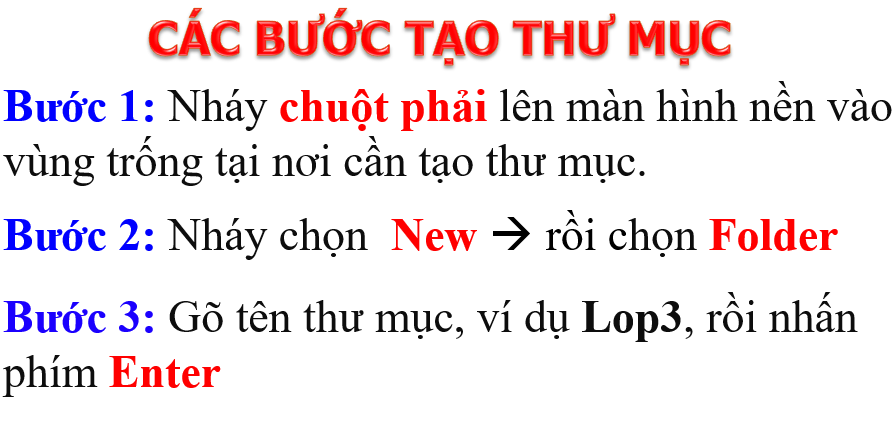 CÁC BƯỚC TẠO THƯ MỤC
Bước 1: Nháy chuột phải lên màn hình nền vào
vùng trống tại nơi cần tạo thư mục.
Bước 2: Nháy chọn New → rồi chọn Folder
Bước 3: Gõ tên thư mục, ví dụ Lop3, rồi nhấn
phím Enter